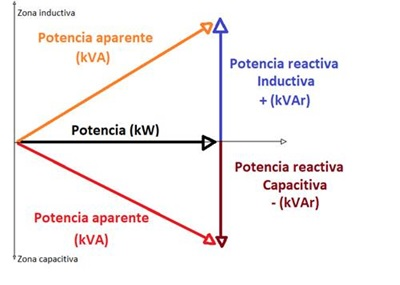 Zona inductiva
Potencia aparente
(kVA)
Potencia reactiva
Inductiva
+ (kVAr)
Potencia (kW)
Potencia reactiva
Capacitiva
- (kVAr)
Potencia aparente
(kVA)
Zona capacitiva